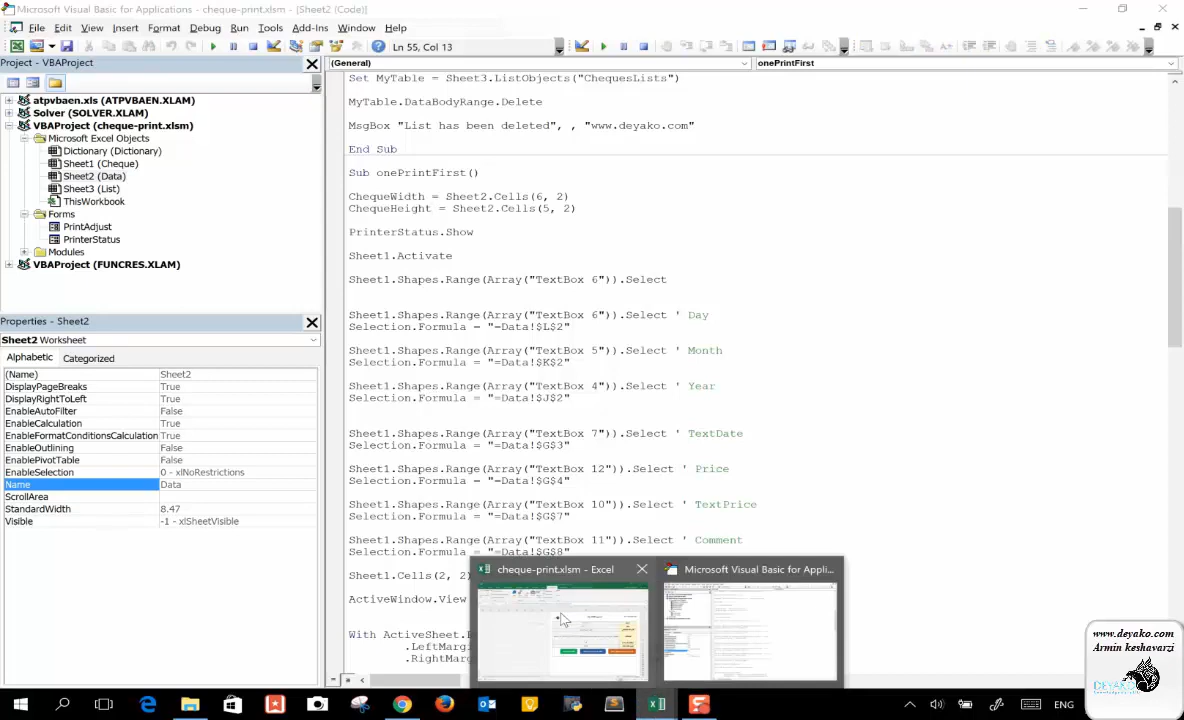 Microsoft Visual Basic for Applications - cheque-print.xlsm - [Sheet2 (Code)]
File Edit View Insert Format Debug Run Tools Add-Ins Window Help
Ln 55, Col 13
Project - VBAProject
(General)
onePrintFirst
atpvbaen.xls (ATPVBAEN.XLAM)
Solver (SOLVER.XLAM)
VBAProject (cheque-print.xlsm)
Microsoft Excel Objects
Dictionary (Dictionary)
Sheet1 (Cheque)
Sheet2 (Data)
Sheet3 (List)
ThisWorkbook
Forms
PrintAdjust
PrinterStatus
Modules
VBAProject (FUNCRES.XLAM)
Properties - Sheet2
Sheet2 Worksheet
Alphabetic Categorized
(Name) Sheet2
DisplayPageBreaks True
DisplayRightToLeft True
EnableAutoFilter False
EnableCalculation True
EnableFormatConditionsCalculation True
EnableOutlining False
EnablePivotTable False
EnableSelection 0 - xlNoRestrictions
Name Data
ScrollArea
StandardWidth 8.47
Visible -1 - xlSheetVisible
Set MyTable = Sheet3.ListObjects("ChequesLists")
MyTable.DataBodyRange.Delete
MsgBox "List has been deleted", , "www.deyako.com"
End Sub
Sub onePrintFirst()
ChequeWidth = Sheet2.Cells(6, 2)
ChequeHeight = Sheet2.Cells(5, 2)
PrinterStatus.Show
Sheet1.Activate
Sheet1.Shapes.Range(Array("TextBox 6")).Select
Sheet1.Shapes.Range(Array("TextBox 6")).Select ' Day
Selection.Formula = "=Data!$L$2"
Sheet1.Shapes.Range(Array("TextBox 5")).Select ' Month
Selection.Formula = "=Data!$K$2"
Sheet1.Shapes.Range(Array("TextBox 4")).Select ' Year
Selection.Formula = "=Data!$J$2"
Sheet1.Shapes.Range(Array("TextBox 7")).Select ' TextDate
Selection.Formula = "=Data!$G$3"
Sheet1.Shapes.Range(Array("TextBox 12")).Select ' Price
Selection.Formula = "=Data!$G$4"
Sheet1.Shapes.Range(Array("TextBox 10")).Select ' TextPrice
Selection.Formula = "=Data!$G$7"
Sheet1.Shapes.Range(Array("TextBox 11")).Select ' Comment
Selection.Formula = "=Data!$G$8"
Sheet1.Cells(2, 2)
ActiveWindow.View
With ActiveSheet.
.LeftMargi
.RightMarg
cheque-print.xlsm - Excel
Microsoft Visual Basic for Applic...
www.deyako.com
Armin keshavarzi
DEYAKO
ENG